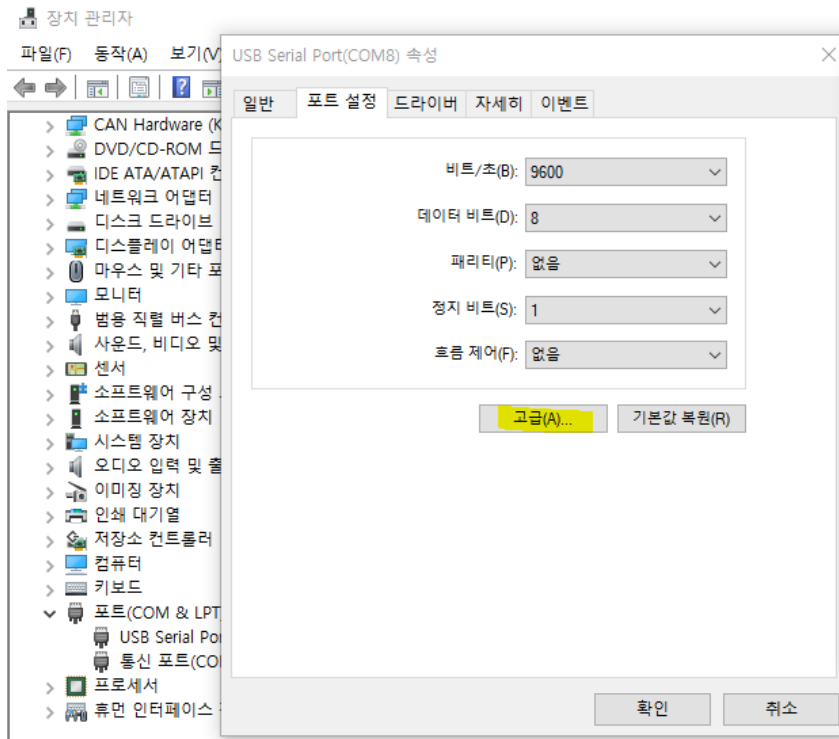 장치 관리자
파일(F) 동작(A) 보기(V)
USB Serial Port(COM8) 속성
일반 포트 설정 드라이버 자세히 이벤트
CAN Hardware (K
DVD/CD-ROM 드
IDE ATA/ATAPI 컨
네트워크 어댑터
디스크 드라이브
디스플레이 어댑터
마우스 및 기타 포
모니터
범용 직렬 버스 컨
사운드, 비디오 및
센서
소프트웨어 구성
소프트웨어 장치
시스템 장치
오디오 입력 및 출
이미징 장치
인쇄 대기열
저장소 컨트롤러
컴퓨터
키보드
포트(COM & LPT)
USB Serial Por
통신 포트(CO
프로세서
휴먼 인터페이스
비트/초(B): 9600
데이터 비트(D): 8
패리티(P): 없음
정지 비트(S): 1
흐름 제어(F): 없음
고급(A)... 기본값 복원(R)
확인 취소